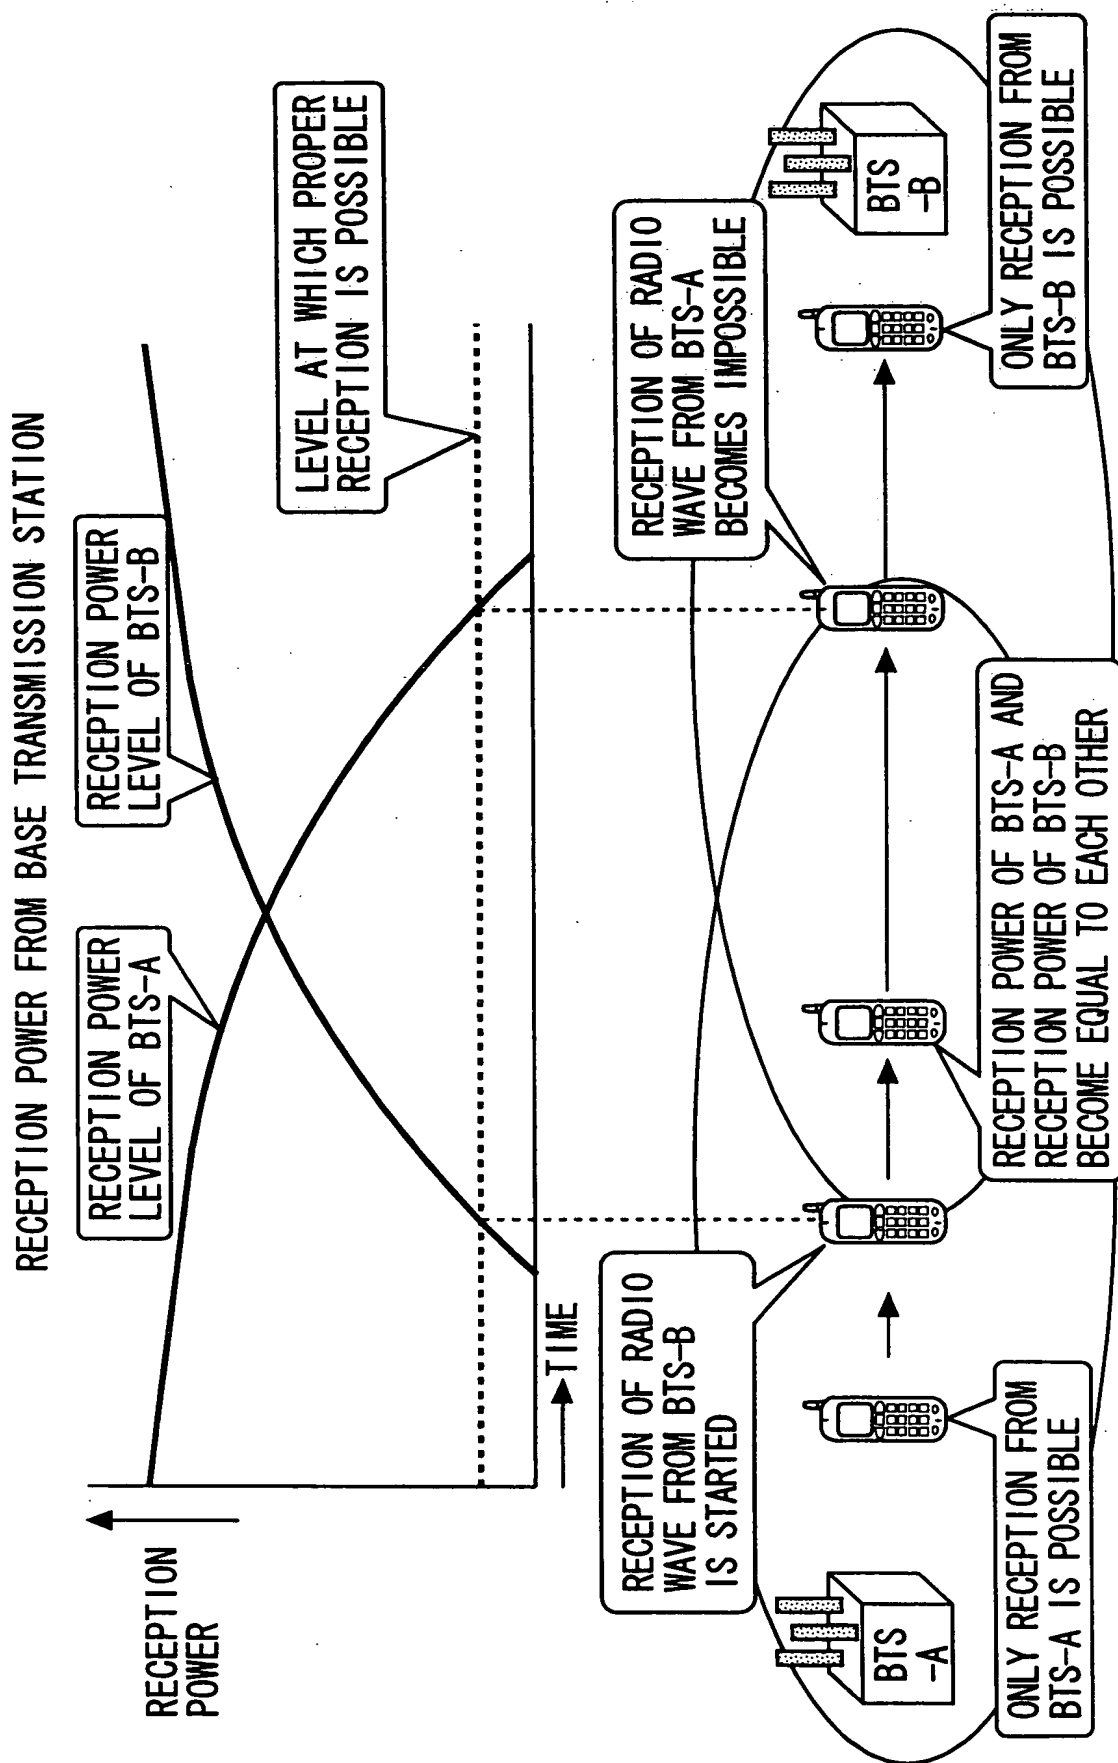 RECEPTION POWER FROM BASE TRANSMISSION STATION
RECEPTION
POWER
RECEPTION POWER
LEVEL OF BTS-A
RECEPTION POWER
LEVEL OF BTS-B
LEVEL AT WHICH PROPER
RECEPTION IS POSSIBLE
TIME
RECEPTION OF RADIO
WAVE FROM BTS-B
IS STARTED
RECEPTION OF RADIO
WAVE FROM BTS-A
BECOMES IMPOSSIBLE
BTS
-A
BTS
-B
ONLY RECEPTION FROM
BTS-A IS POSSIBLE
RECEPTION POWER OF BTS-A AND
RECEPTION POWER OF BTS-B
BECOME EQUAL TO EACH OTHER
ONLY RECEPTION FROM
BTS-B IS POSSIBLE